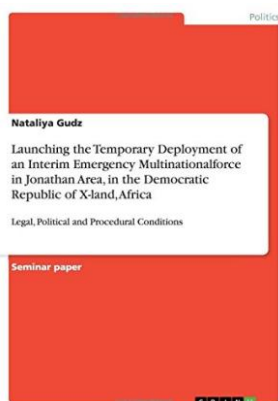 Politics
Nataliya Gudz
Launching the Temporary Deployment of
an Interim Emergency Multinationalforce
in Jonathan Area, in the Democratic
Republic of X-land, Africa
Legal, Political and Procedural Conditions
Seminar paper